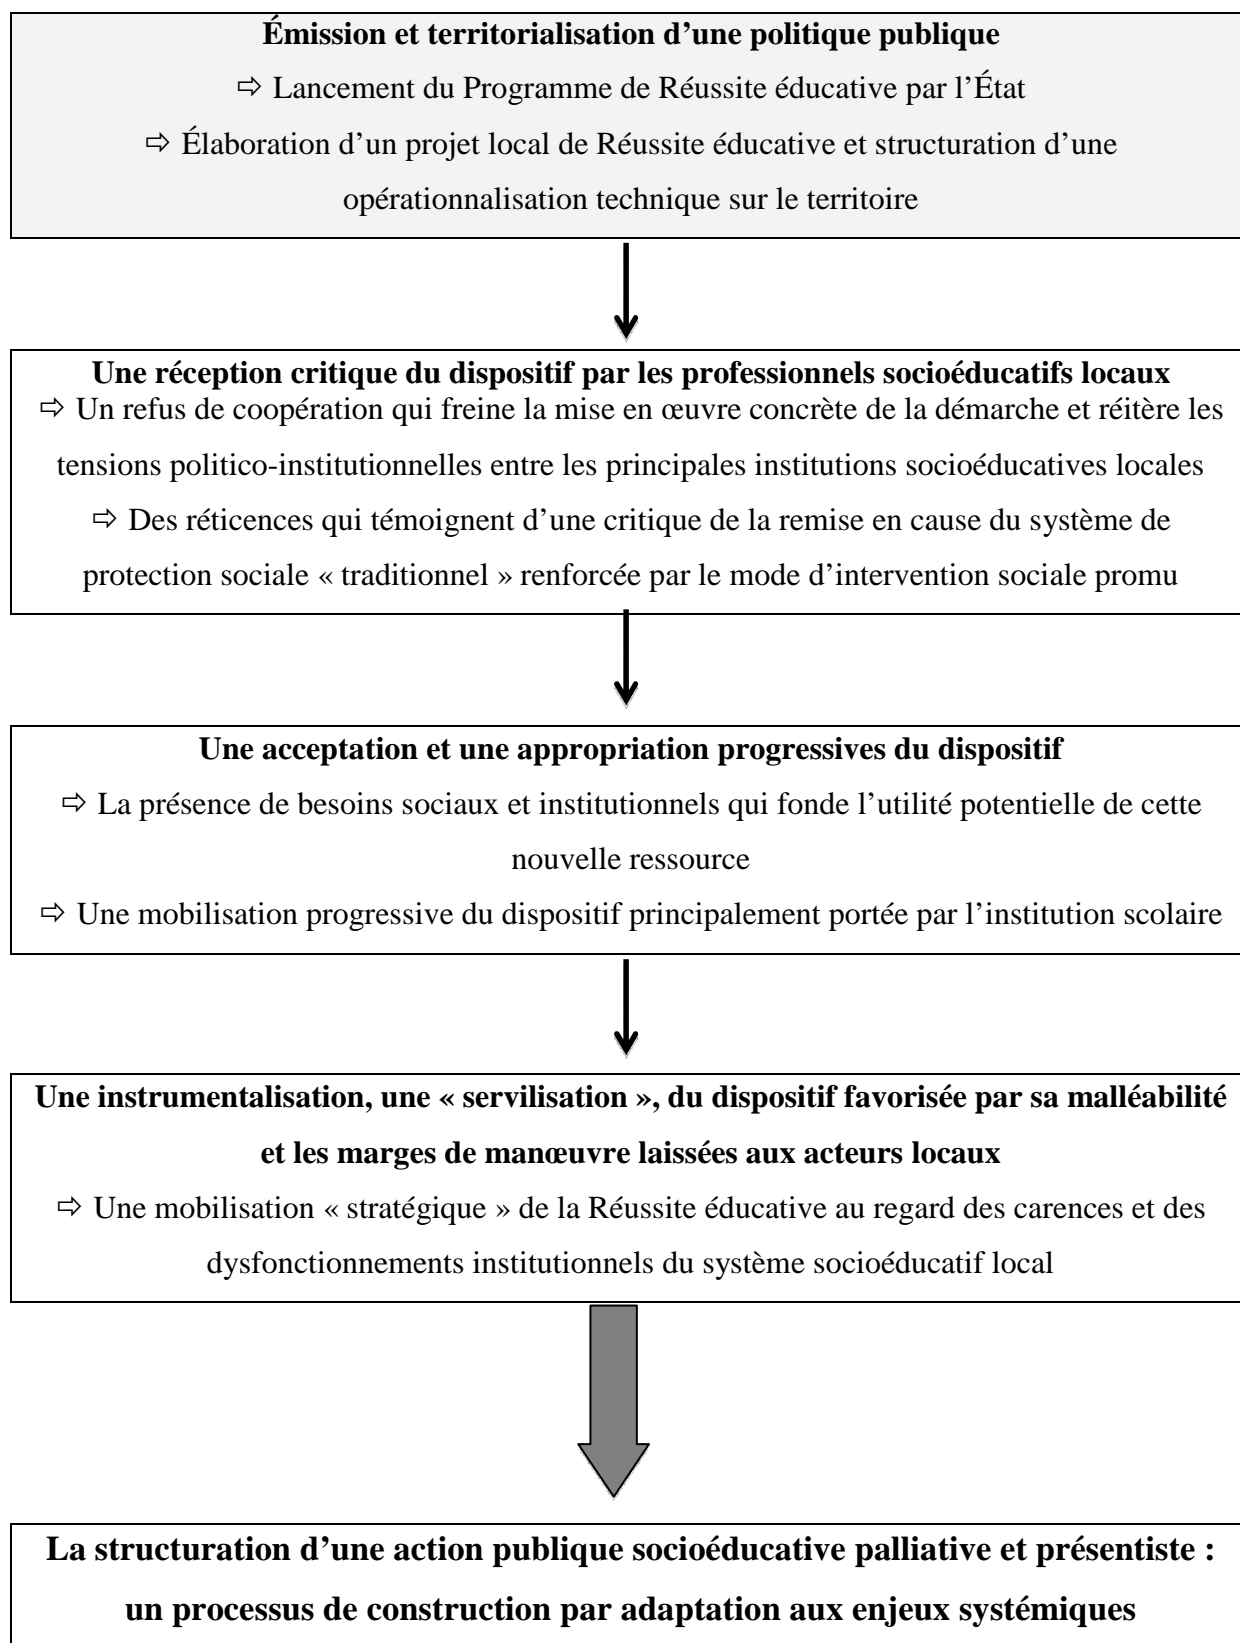 Émission et territorialisation d’une politique publique
⇨ Lancement du Programme de Réussite éducative par l’État
⇨ Élaboration d’un projet local de Réussite éducative et structuration d’une
opérationnalisation technique sur le territoire
Une réception critique du dispositif par les professionnels socioéducatifs locaux
⇨ Un refus de coopération qui freine la mise en œuvre concrète de la démarche et réitère les
tensions politico-institutionnelles entre les principales institutions socioéducatives locales
⇨ Des réticences qui témoignent d’une critique de la remise en cause du système de
protection sociale « traditionnel » renforcée par le mode d’intervention sociale promu
Une acceptation et une appropriation progressives du dispositif
⇨ La présence de besoins sociaux et institutionnels qui fonde l’utilité potentielle de cette
nouvelle ressource
⇨ Une mobilisation progressive du dispositif principalement portée par l’institution scolaire
Une instrumentalisation, une « servilisation », du dispositif favorisée par sa malléabilité
et les marges de manœuvre laissées aux acteurs locaux
⇨ Une mobilisation « stratégique » de la Réussite éducative au regard des carences et des
dysfonctionnements institutionnels du système socioéducatif local
La structuration d’une action publique socioéducative palliative et présentiste :
un processus de construction par adaptation aux enjeux systémiques